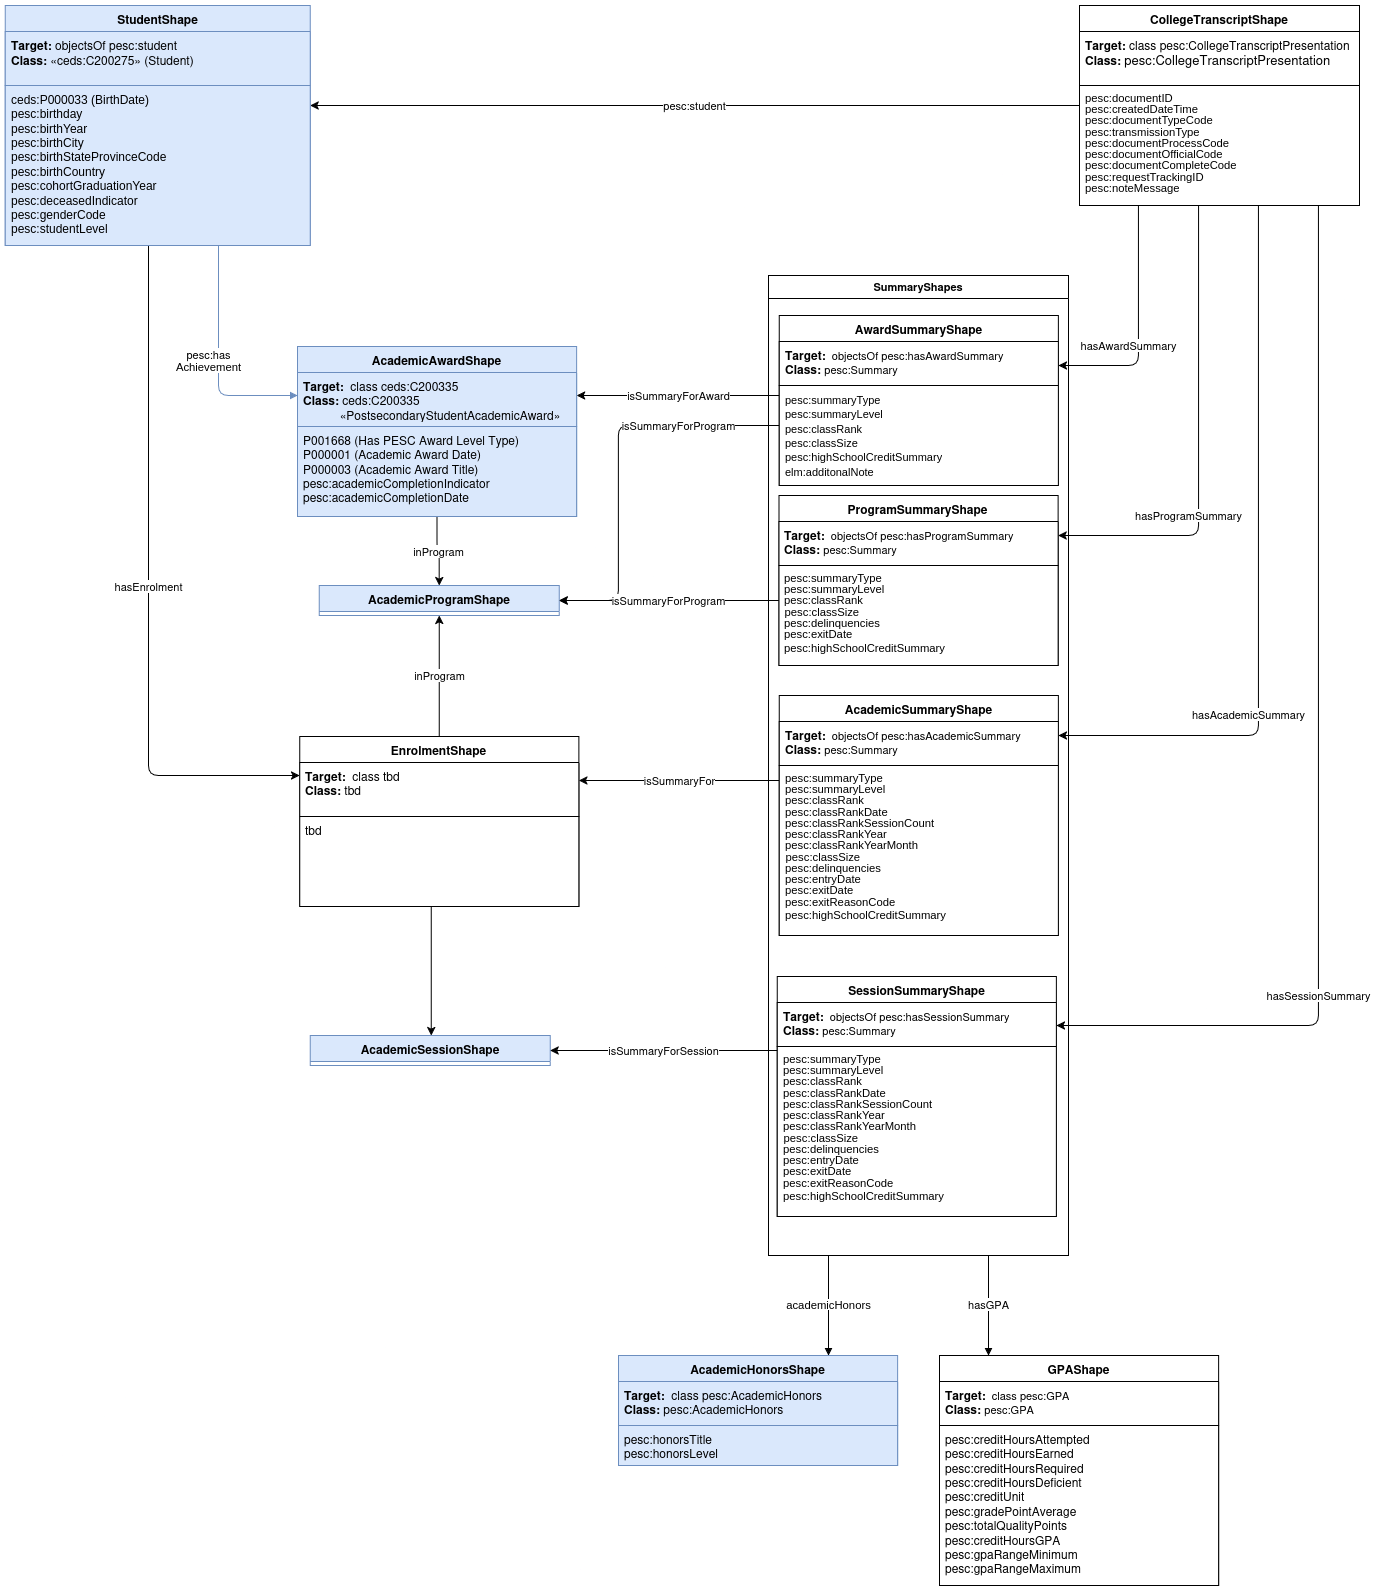 StudentShape
Target: objectsOf pesc:student
Class: «ceds:C200275» (Student)
ceds:P000033 (BirthDate)
pesc:birthday
pesc:birthYear
pesc:birthCity
pesc:birthStateProvinceCode
pesc:birthCountry
pesc:cohortGraduationYear
pesc:deceasedIndicator
pesc:genderCode
pesc:studentLevel
pesc:student
CollegeTranscriptShape
Target: class pesc:CollegeTranscriptPresentation
Class: pesc:CollegeTranscriptPresentation
pesc:documentID
pesc:createdDateTime
pesc:documentTypeCode
pesc:transmissionType
pesc:documentProcessCode
pesc:documentOfficialCode
pesc:documentCompleteCode
pesc:requestTrackingID
pesc:noteMessage
pesc:has
Achievement
AcademicAwardShape
Target: class ceds:C200335
Class: ceds:C200335
«PostsecondaryStudentAcademicAward»
P001668 (Has PESC Award Level Type)
P000001 (Academic Award Date)
P000003 (Academic Award Title)
pesc:academicCompletionIndicator
pesc:academicCompletionDate
inProgram
hasEnrolment
AcademicProgramShape
inProgram
EnrolmentShape
Target: class tbd
Class: tbd
tbd
AcademicSessionShape
isSummaryForAward
isSummaryForProgram
isSummaryForProgram
isSummaryFor
isSummaryForSession
SummaryShapes
AwardSummaryShape
Target: objectsOf pesc:hasAwardSummary
Class: pesc:Summary
pesc:summaryType
pesc:summaryLevel
pesc:classRank
pesc:classSize
pesc:highSchoolCreditSummary
elm:additonalNote
ProgramSummaryShape
Target: objectsOf pesc:hasProgramSummary
Class: pesc:Summary
pesc:summaryType
pesc:summaryLevel
pesc:classRank
pesc:classSize
pesc:delinquencies
pesc:exitDate
pesc:highSchoolCreditSummary
AcademicSummaryShape
Target: objectsOf pesc:hasAcademicSummary
Class: pesc:Summary
pesc:summaryType
pesc:summaryLevel
pesc:classRank
pesc:classRankDate
pesc:classRankSessionCount
pesc:classRankYear
pesc:classRankYearMonth
pesc:classSize
pesc:delinquencies
pesc:entryDate
pesc:exitDate
pesc:exitReasonCode
pesc:highSchoolCreditSummary
SessionSummaryShape
Target: objectsOf pesc:hasSessionSummary
Class: pesc:Summary
pesc:summaryType
pesc:summaryLevel
pesc:classRank
pesc:classRankDate
pesc:classRankSessionCount
pesc:classRankYear
pesc:classRankYearMonth
pesc:classSize
pesc:delinquencies
pesc:entryDate
pesc:exitDate
pesc:exitReasonCode
pesc:highSchoolCreditSummary
hasAwardSummary
hasProgramSummary
hasAcademicSummary
hasSessionSummary
academicHonors
hasGPA
AcademicHonorsShape
Target: class pesc:AcademicHonors
Class: pesc:AcademicHonors
pesc:honorsTitle
pesc:honorsLevel
GPAShape
Target: class pesc:GPA
Class: pesc:GPA
pesc:creditHoursAttempted
pesc:creditHoursEarned
pesc:creditHoursRequired
pesc:creditHoursDeficient
pesc:creditUnit
pesc:gradePointAverage
pesc:totalQualityPoints
pesc:creditHoursGPA
pesc:gpaRangeMinimum
pesc:gpaRangeMaximum